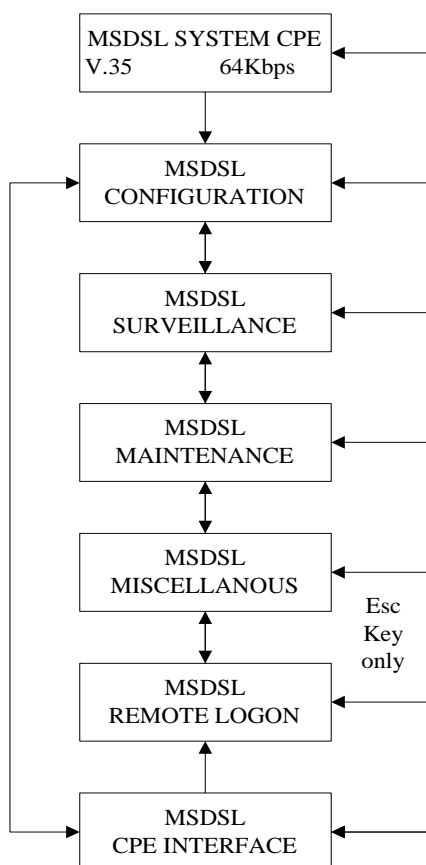 MSDSL SYSTEM CPE
V.35 64Kbps
MSDSL
CONFIGURATION
MSDSL
SURVEILLANCE
MSDSL
MAINTENANCE
MSDSL
MISCELLANOUS
Esc
Key
only
MSDSL
REMOTE LOGON
MSDSL
CPE INTERFACE